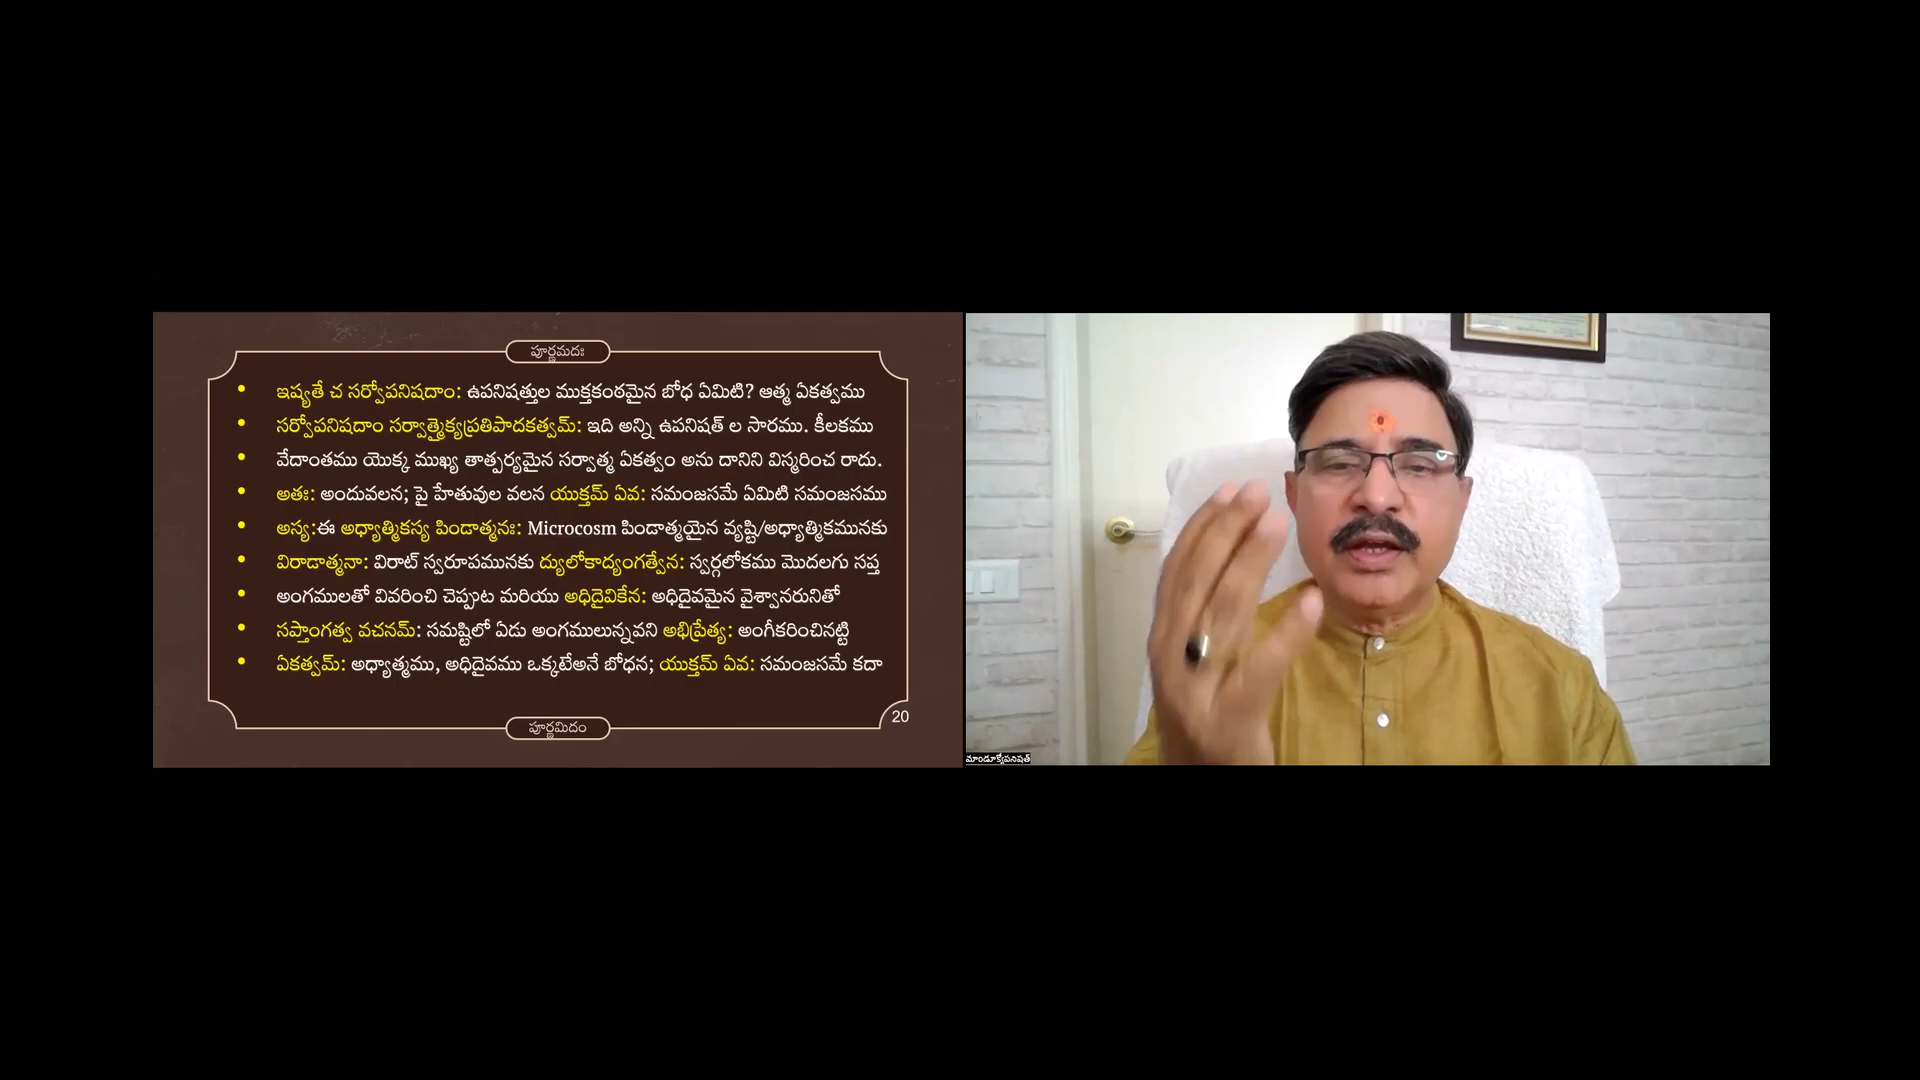 పూర్ణమదః
• ఇష్యతే చ సర్వోపనిషదాం: ఉపనిషత్తుల ముక్తకంఠమైన బోధ ఏమిటి? ఆత్మ ఏకత్వము
• సర్వోపనిషదాం సర్వాత్మైక్యప్రతిపాదకత్వమ్: ఇది అన్ని ఉపనిషత్ ల సారము. కీలకము
• వేదాంతము యొక్క ముఖ్య తాత్పర్యమైన సర్వాత్మ ఏకత్వం అను దానిని విస్మరించ రాదు.
• అతః: అందువలన; పై హేతువుల వలన యుక్తమ్ ఏవ: సమంజసమే ఏమిటి సమంజసము
• అస్య:ఈ అధ్యాత్మికస్య పిండాత్మనః: Microcosm పిండాత్మయైన వ్యష్టి/అధ్యాత్మికమునకు
• విరాడాత్మనా: విరాట్ స్వరూపమునకు ద్యులోకాద్యంగత్వేన: స్వర్గలోకము మొదలగు సప్త
• అంగములతో వివరించి చెప్పుట మరియు అధిదైవికేన: అధిదైవమైన వైశ్వానరునితో
• సప్తాంగత్వ వచనమ్: సమష్టిలో ఏడు అంగములున్నవని అభిప్రేత్య: అంగీకరించినట్టి
• ఏకత్వమ్: అధ్యాత్మము, అధిదైవము ఒక్కటేఅనే బోధన; యుక్తమ్ ఏవ: సమంజసమే కదా
20
పూర్ణమిదం
మాండూక్యోపనిషత్